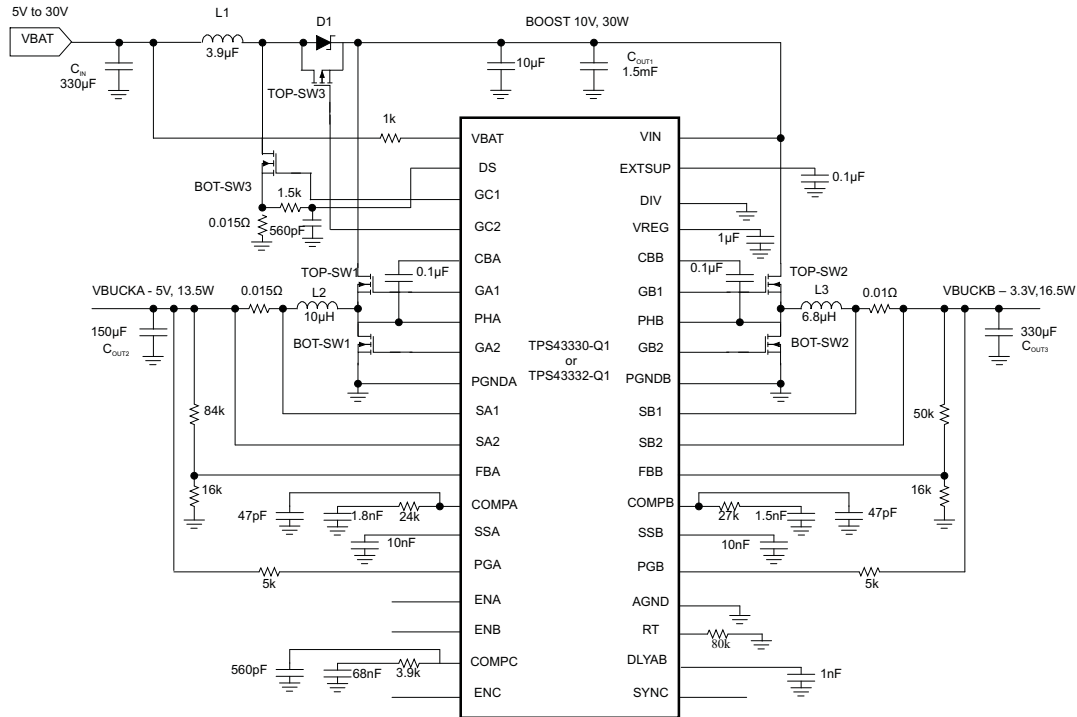 5V to 30V
VBAT
L1
3.9µF
D1
BOOST 10V, 30W
CIN
330µF
TOP-SW3
10µF
COUT1
1.5mF
1k
BOT-SW3
1.5k
0.015Ω
560pF
VBAT
DS
GC1
GC2
CBA
GA1
PHA
GA2
PGNDA
SA1
SA2
FBA
COMPA
SSA
PGA
ENA
ENB
COMPC
ENC
TPS43330-Q1
or
TPS43332-Q1
VIN
EXTSUP
DIV
VREG
CBB
GB1
PHB
GB2
PGNDB
SB1
SB2
FBB
COMPB
SSB
PGB
AGND
RT
DLYAB
SYNC
0.1µF
1µF
TOP-SW1
0.1µF
VBUCKA - 5V, 13.5W
0.015Ω
L2
10µH
150µF
COUT2
BOT-SW1
84k
16k
47pF
1.8nF
24k
10nF
5k
560pF
68nF
3.9k
0.1µF
TOP-SW2
L3
6.8µH
0.01Ω
VBUCKB – 3.3V,16.5W
330µF
COUT3
BOT-SW2
50k
16k
27k
1.5nF
47pF
10nF
5k
80k
1nF